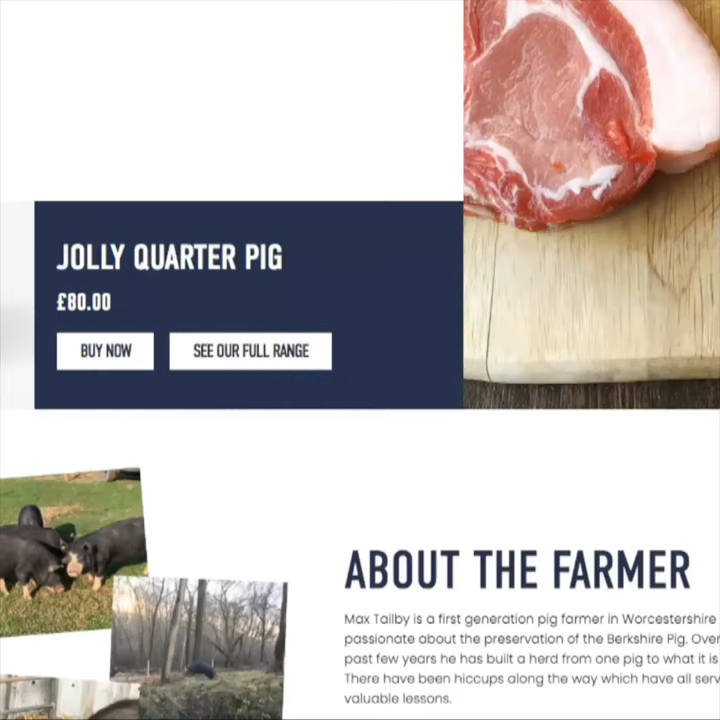 JOLLY QUARTER PIG
£80.00
BUY NOW
SEE OUR FULL RANGE
ABOUT THE FARMER
Max Tailby is a first generation pig farmer in Worcestershire
passionate about the preservation of the Berkshire Pig. Over
past few years he has built a herd from one pig to what it is
There have been hiccups along the way which have all serv
valuable lessons.